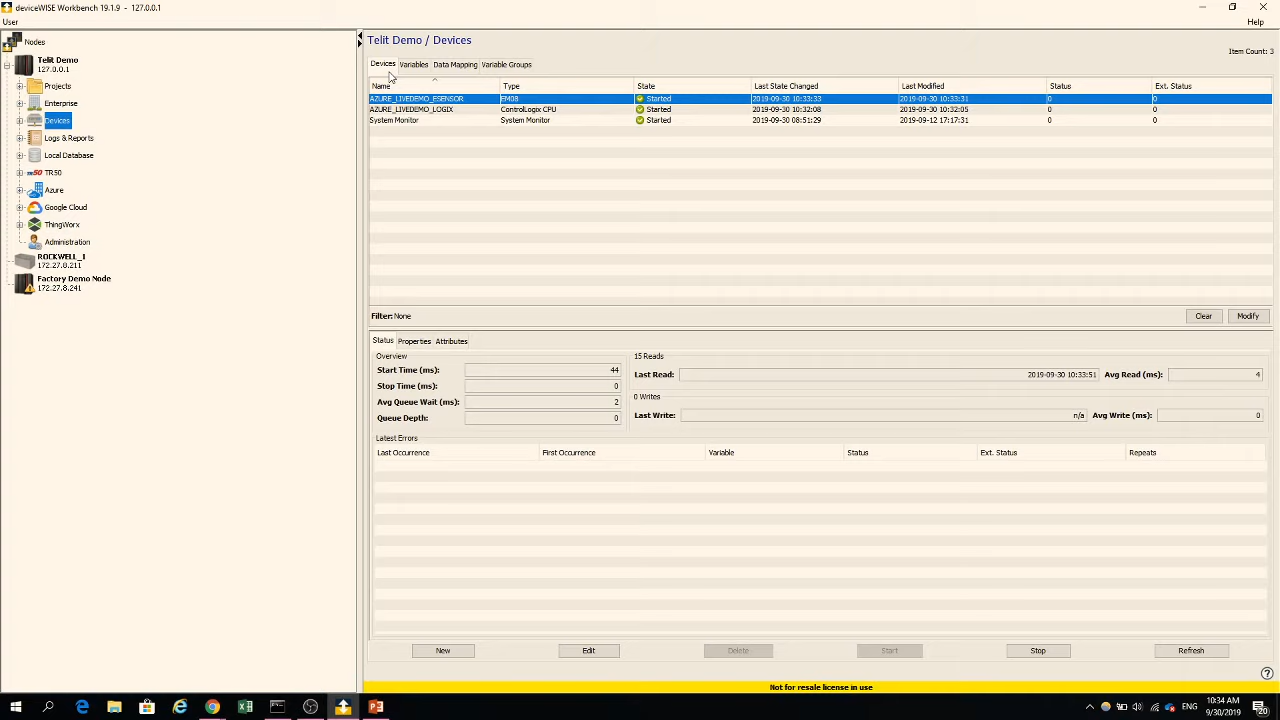 deviceWISE Workbench 19.1.9 - 127.0.0.1
User
Help
Nodes
Telit Demo
127.0.0.1
Projects
Enterprise
Devices
Logs & Reports
Local Database
TR50
Azure
Google Cloud
ThingWorx
Administration
ROCKWELL_1
172.27.8.211
Factory Demo Node
172.27.8.241
Telit Demo / Devices
Item Count: 3
Devices Variables Data Mapping Variable Groups
Name Type State Last State Changed Last Modified Status Ext. Status
AZURE_LIVEDEMO_ESENSOR EM08 Started 2019-09-30 10:33:33 2019-09-30 10:33:31 0 0
AZURE_LIVEDEMO_LOGIX ControlLogix CPU Started 2019-09-30 10:32:08 2019-09-30 10:32:05 0 0
System Monitor System Monitor Started 2019-09-30 08:51:29 2019-09-12 17:17:31 0 0
Filter: None Clear Modify
Status Properties Attributes
Overview
Start Time (ms): 44
Stop Time (ms): 0
Avg Queue Wait (ms): 2
Queue Depth: 0
15 Reads
Last Read: 2019-09-30 10:33:51 Avg Read (ms): 4
0 Writes
Last Write: n/a Avg Write (ms): 0
Latest Errors
Last Occurrence First Occurrence Variable Status Ext. Status Repeats
New Edit Delete Start Stop Refresh
Not for resale license in use
ENG
10:34 AM
9/30/2019
20